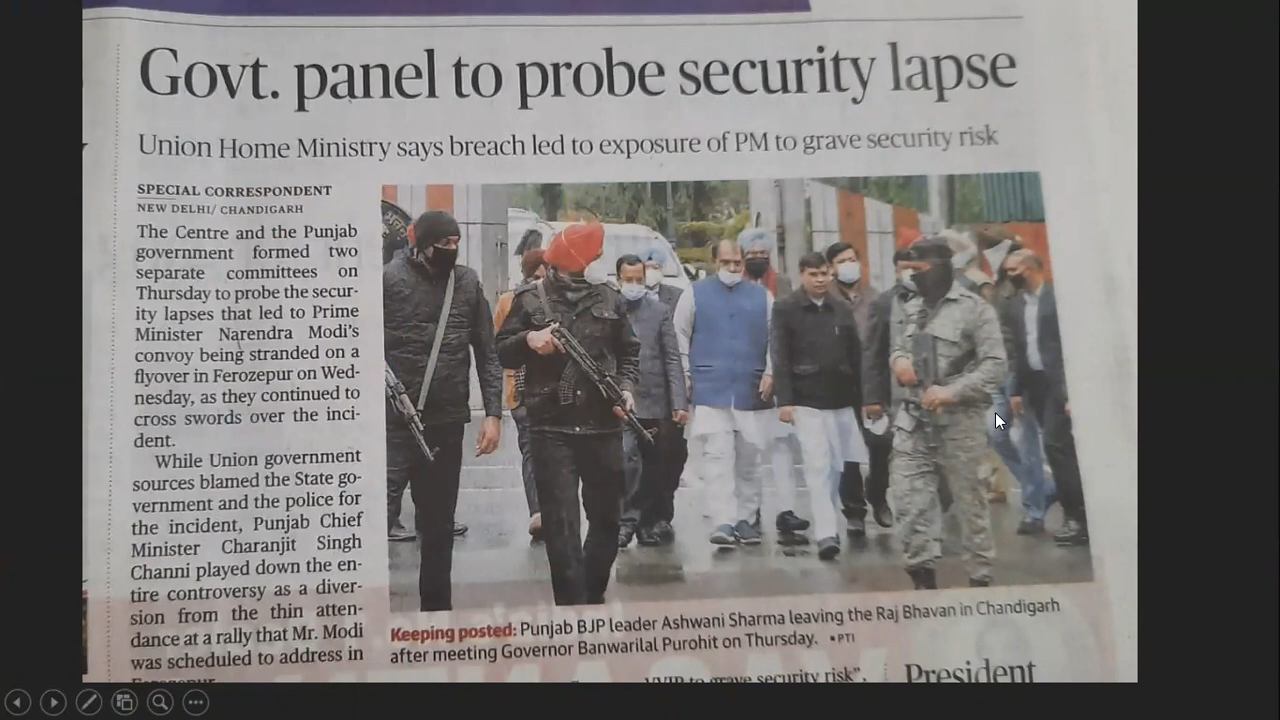 Govt. panel to probe security lapse
Union Home Ministry says breach led to exposure of PM to grave security risk
SPECIAL CORRESPONDENT
NEW DELHI/ CHANDIGARH
The Centre and the Punjab
government formed two
separate committees on
Thursday to probe the secur-
ity lapses that led to Prime
Minister Narendra Modi's
convoy being stranded on a
flyover in Ferozepur on Wed-
nesday, as they continued to
cross swords over the inci-
dent.
While Union government
sources blamed the State go-
vernment and the police for
the incident, Punjab Chief
Minister Charanjit Singh
Channi played down the en-
tire controversy as a diver-
sion from the thin atten-
dance at a rally that Mr. Modi
was scheduled to address in
Keeping posted: Punjab BJP leader Ashwani Sharma leaving the Raj Bhavan in Chandigarh
after meeting Governor Banwarilal Purohit on Thursday. •PTI
VVIP to grave security risk",
President